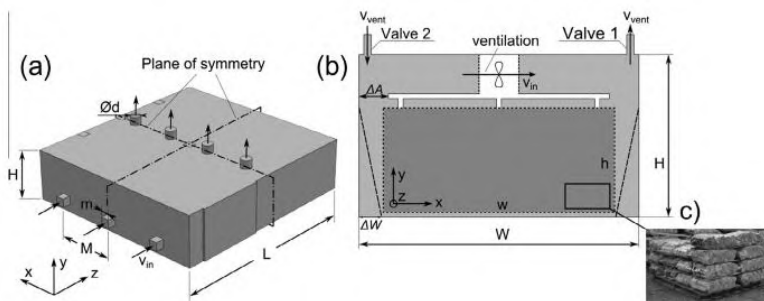 (a)
Plane of symmetry
Ød
H
m
M
v_in
L
x
y
z
(b)
v_vent
Valve 2
ventilation
v_in
v_vent
Valve 1
ΔA
h
H
y
z
x
w
ΔW
W
c)